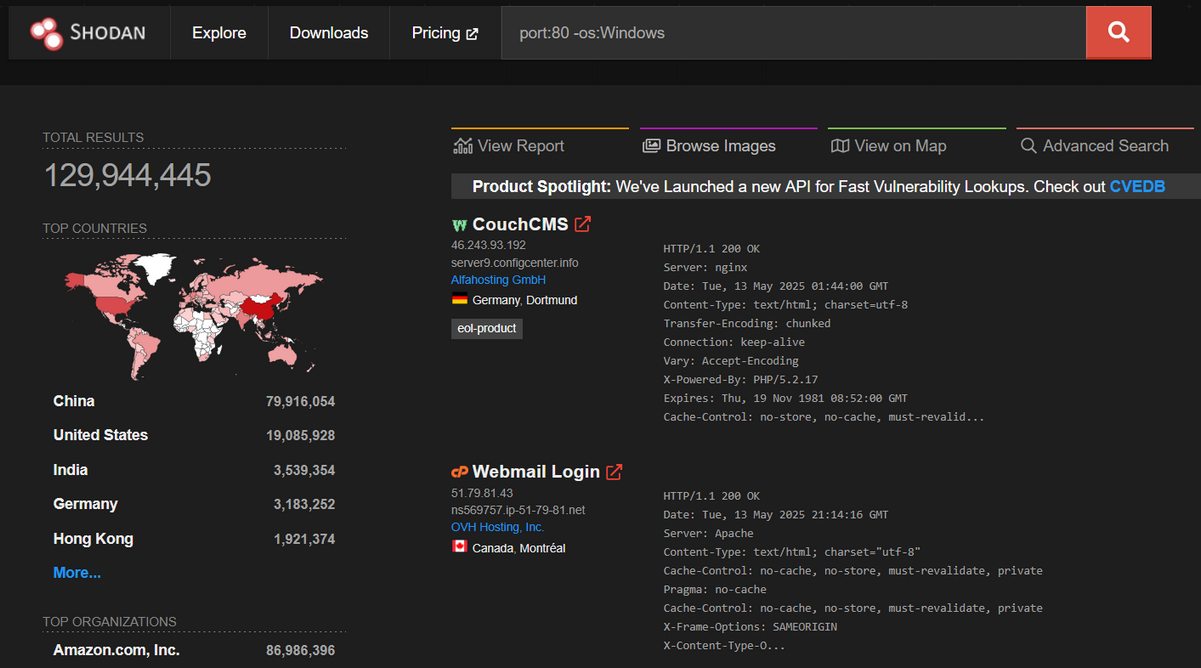 SHODAN
Explore
Downloads
Pricing
port:80 -os:Windows
TOTAL RESULTS
129,944,445
TOP COUNTRIES
China 79,916,054
United States 19,085,928
India 3,539,354
Germany 3,183,252
Hong Kong 1,921,374
More...
TOP ORGANIZATIONS
Amazon.com, Inc. 86,986,396
View Report
Browse Images
View on Map
Advanced Search
Product Spotlight: We've Launched a new API for Fast Vulnerability Lookups. Check out CVEDB
CouchCMS
46.243.93.192
server9.configcenter.info
Alfahosting GmbH
Germany, Dortmund
eol-product
HTTP/1.1 200 OK
Server: nginx
Date: Tue, 13 May 2025 01:44:00 GMT
Content-Type: text/html; charset=utf-8
Transfer-Encoding: chunked
Connection: keep-alive
Vary: Accept-Encoding
X-Powered-By: PHP/5.2.17
Expires: Thu, 19 Nov 1981 08:52:00 GMT
Cache-Control: no-store, no-cache, must-revalid...
Webmail Login
51.79.81.43
ns569757.ip-51-79-81.net
OVH Hosting, Inc.
Canada, Montréal
HTTP/1.1 200 OK
Date: Tue, 13 May 2025 21:14:16 GMT
Server: Apache
Content-Type: text/html; charset="utf-8"
Cache-Control: no-cache, no-store, must-revalidate, private
Pragma: no-cache
Cache-Control: no-cache, no-store, must-revalidate, private
X-Frame-Options: SAMEORIGIN
X-Content-Type-O...